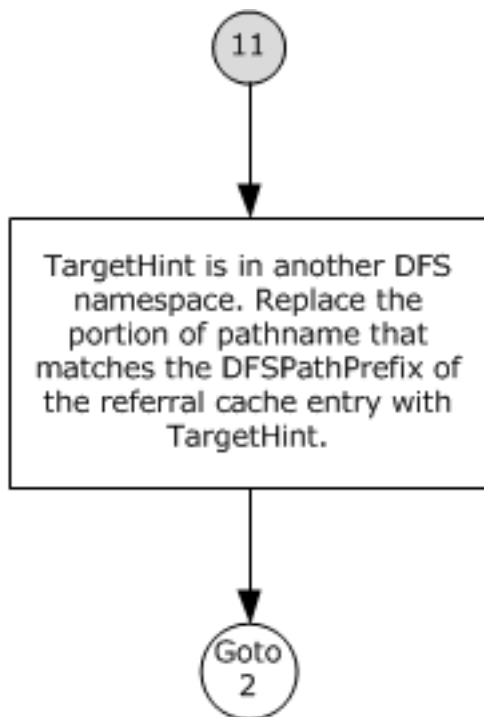 11
TargetHint is in another DFS
namespace. Replace the
portion of pathname that
matches the DFSPathPrefix of
the referral cache entry with
TargetHint.
Goto
2